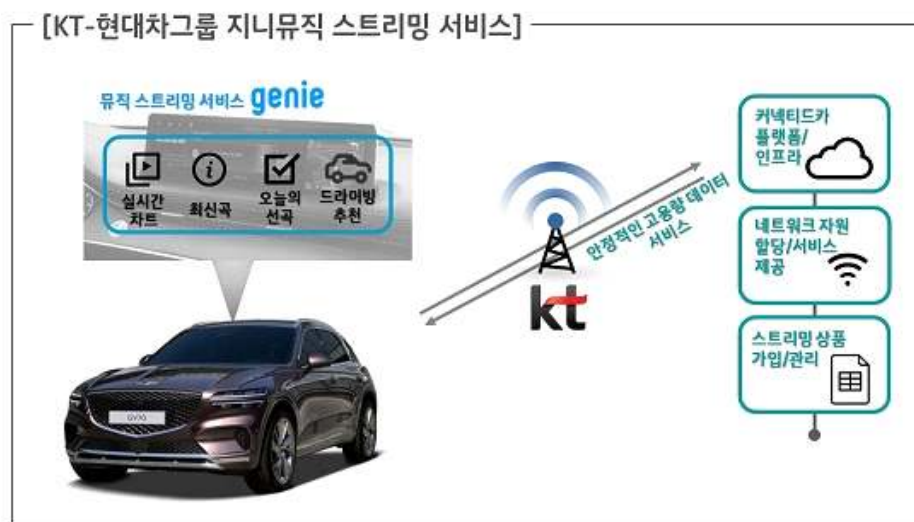 [KT-현대차그룹 지니뮤직 스트리밍 서비스]
뮤직 스트리밍 서비스 genie
실시간
차트
최신곡
오늘의
선곡
드라이빙
추천
안정적인 고용량 데이터
서비스
kt
커넥티드카
플랫폼/
인프라
네트워크 자원
할당/서비스
제공
스트리밍 상품
가입/관리
GV70